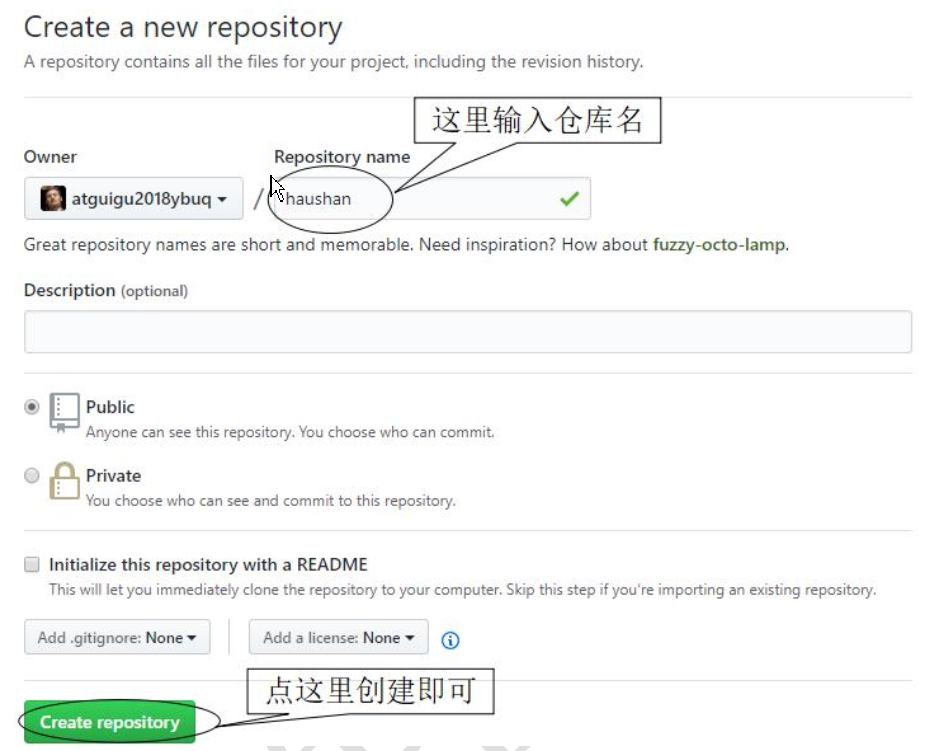 Create a new repository
A repository contains all the files for your project, including the revision history.
这里输入仓库名
Owner
Repository name
atguigu2018ybuq / haushan
Great repository names are short and memorable. Need inspiration? How about fuzzy-octo-lamp.
Description (optional)
Public
Anyone can see this repository. You choose who can commit.
Private
You choose who can see and commit to this repository.
Initialize this repository with a README
This will let you immediately clone the repository to your computer. Skip this step if you're importing an existing repository.
Add .gitignore: None
Add a license: None
点这里创建即可
Create repository